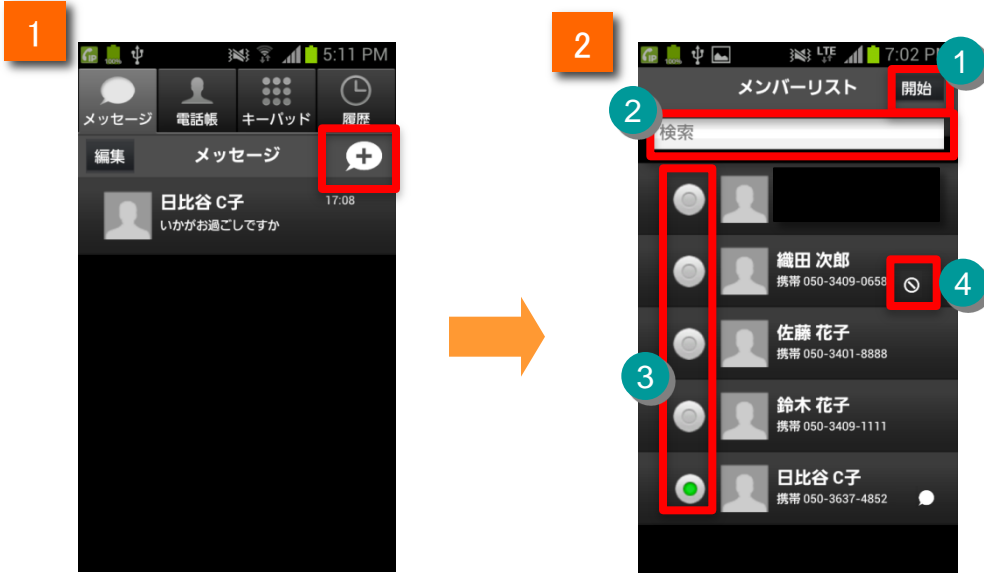 1
5:11 PM
メッセージ
電話帳
キーパッド
履歴
編集
メッセージ
日比谷 C子
17:08
いかがお過ごしですか
2
LTE
7:02 P
1
メンバーリスト
開始
2
検索
織田 次郎
携帯 050-3409-0658
4
佐藤 花子
携帯 050-3401-8888
3
鈴木 花子
携帯 050-3409-1111
日比谷 C子
携帯 050-3637-4852